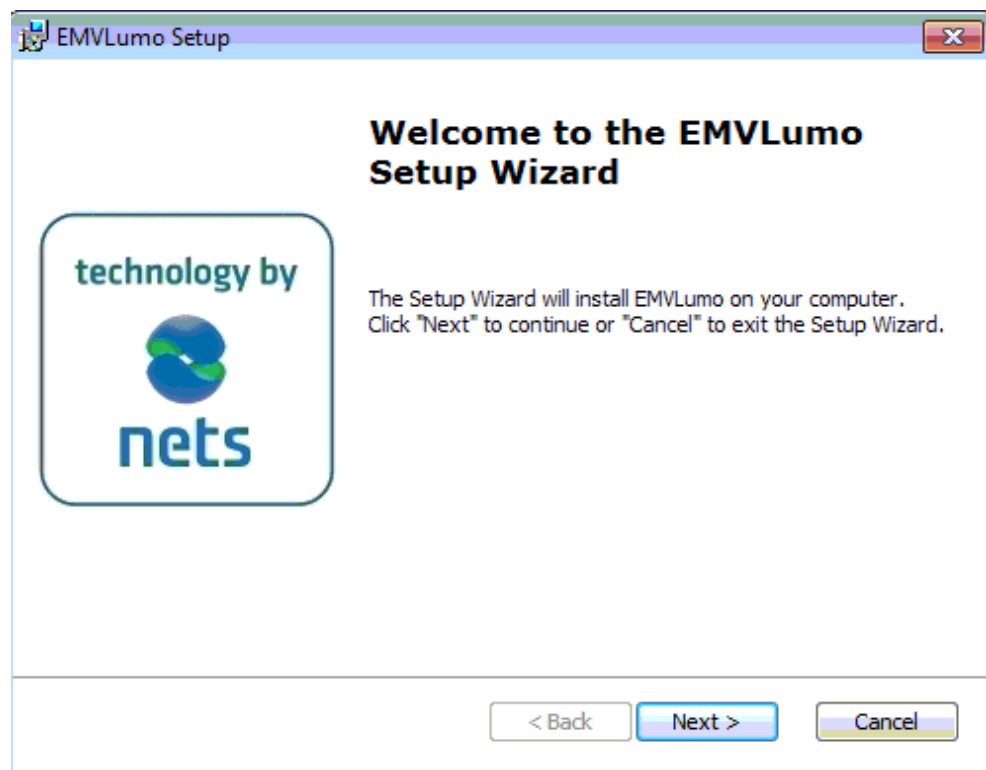 EMVLumo Setup
Welcome to the EMVLumo
Setup Wizard
technology by
nets
The Setup Wizard will install EMVLumo on your computer.
Click "Next" to continue or "Cancel" to exit the Setup Wizard.
< Back
Next >
Cancel